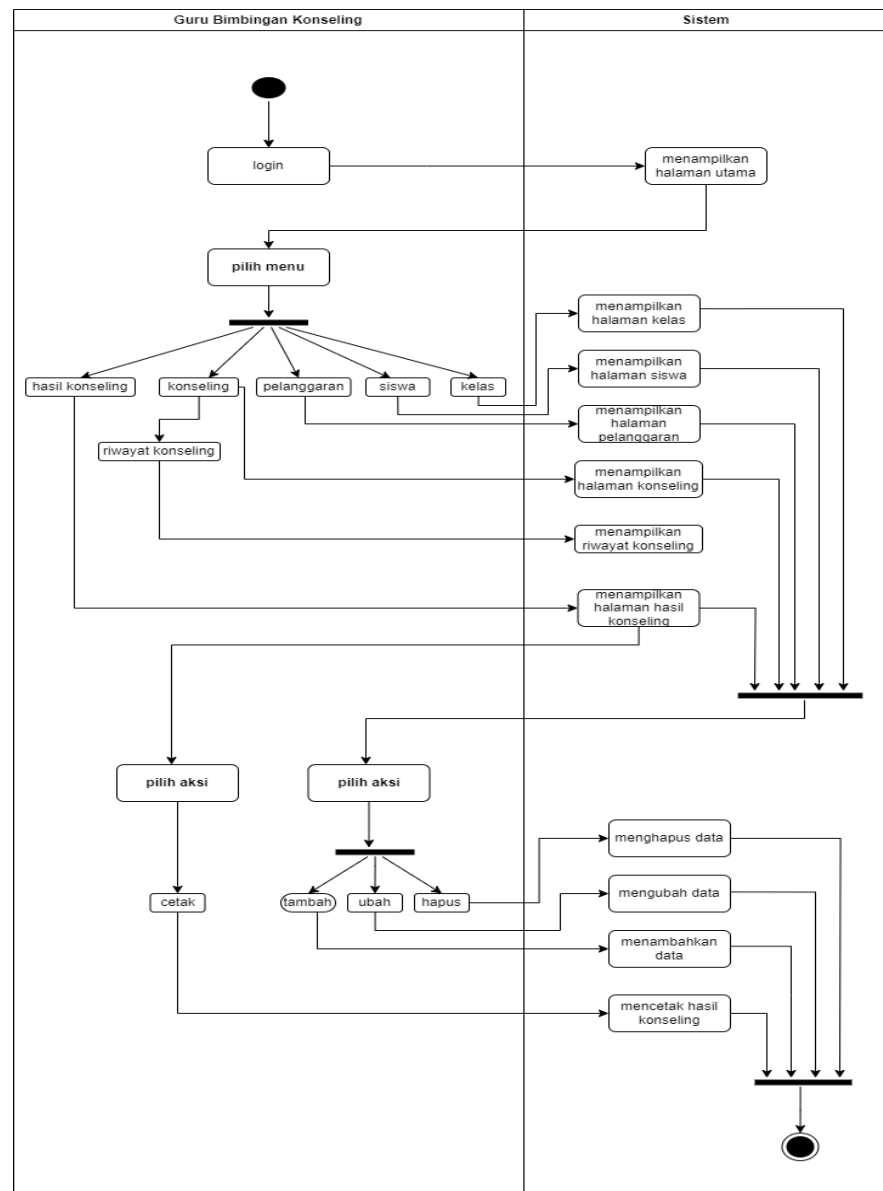 Guru Bimbingan Konseling
Sistem
login
menampilkan
halaman utama
pilih menu
menampilkan
halaman kelas
hasil konseling
konseling
pelanggaran
siswa
kelas
menampilkan
halaman siswa
menampilkan
halaman
pelanggaran
riwayat konseling
menampilkan
halaman konseling
menampilkan
riwayat konseling
menampilkan
halaman hasil
konseling
pilih aksi
pilih aksi
menghapus data
cetak
tambah
ubah
hapus
mengubah data
menambahkan
data
mencetak hasil
konseling